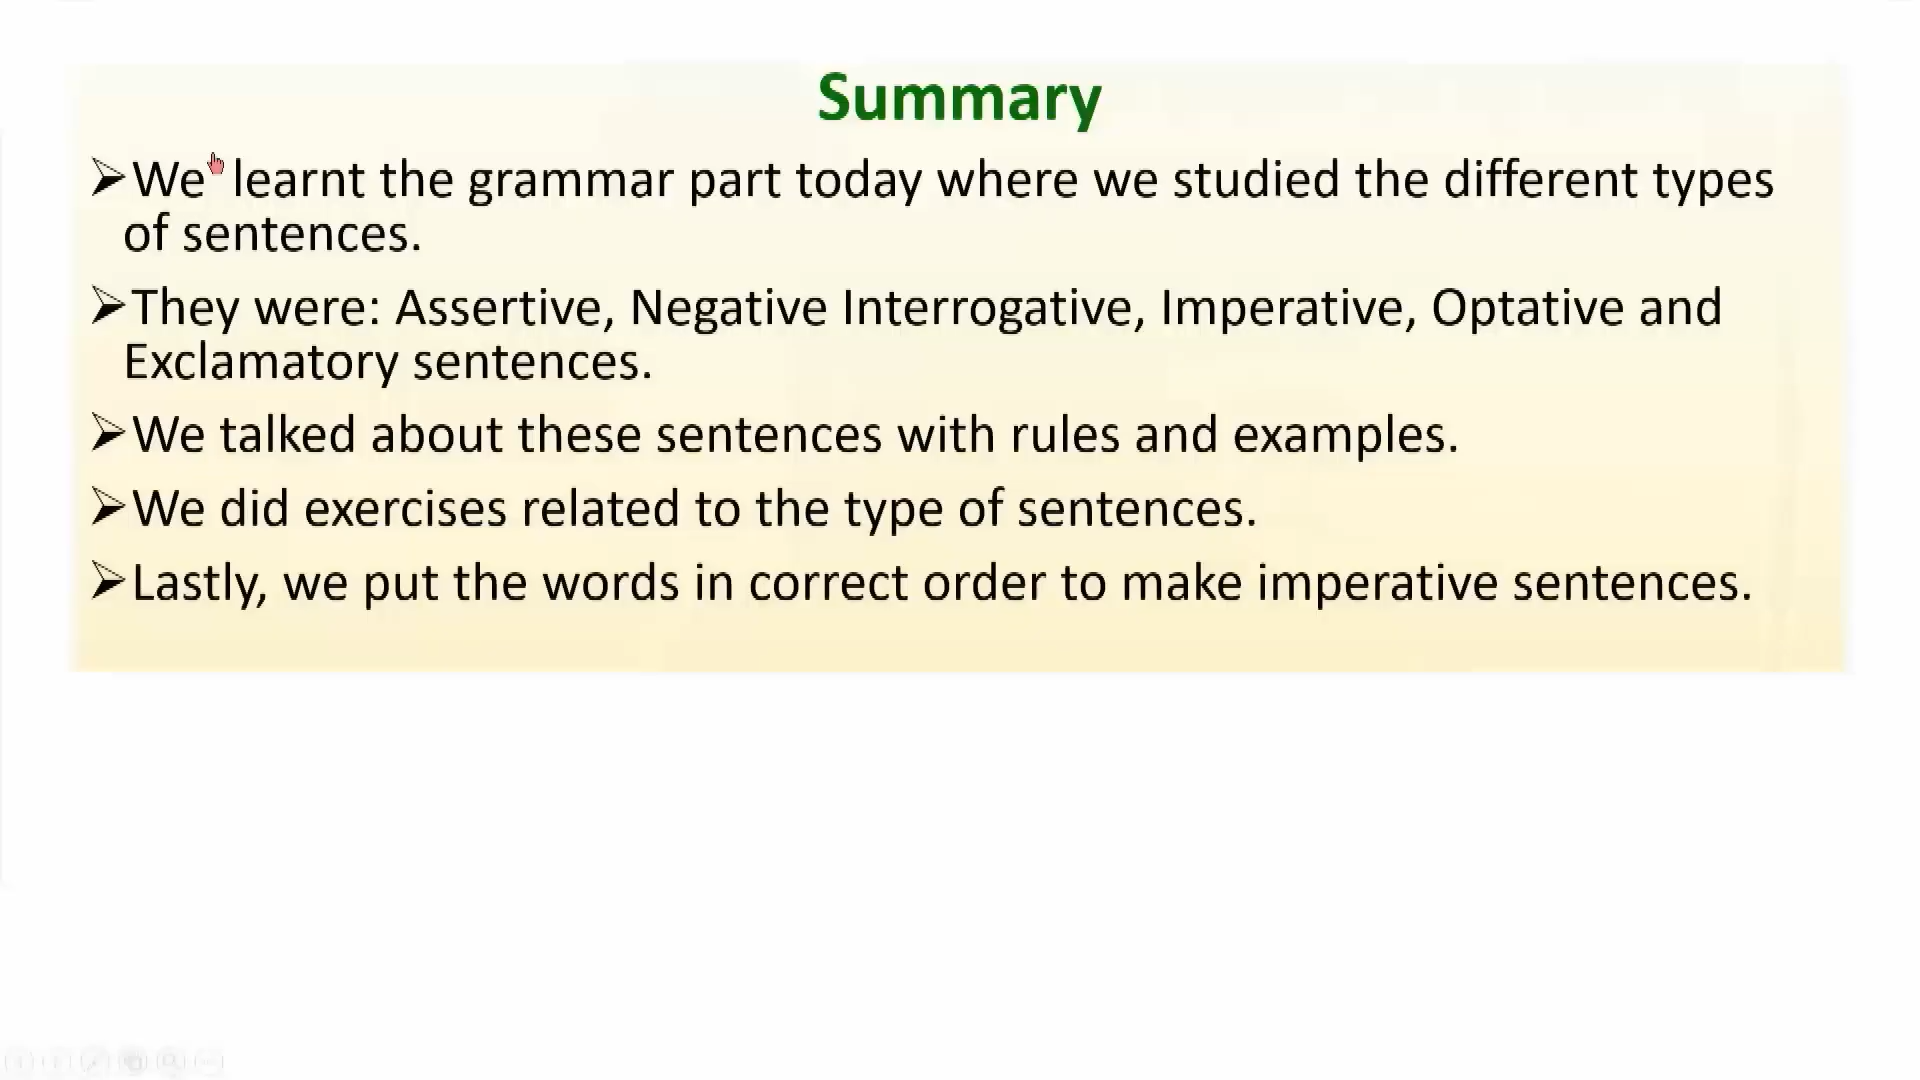 Summary
➢We learnt the grammar part today where we studied the different types
of sentences.
➢They were: Assertive, Negative Interrogative, Imperative, Optative and
Exclamatory sentences.
➢We talked about these sentences with rules and examples.
➢We did exercises related to the type of sentences.
➢Lastly, we put the words in correct order to make imperative sentences.